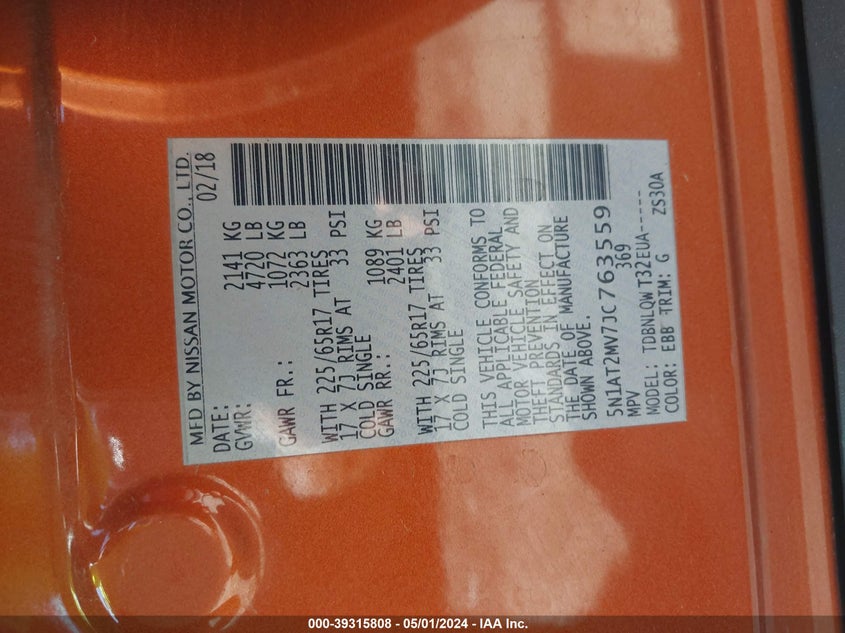 MFD BY NISSAN MOTOR CO., LTD.
DATE: 02/18
GVWR: 2141 KG
4720 LB
GAWR FR.: 1072 KG
2363 LB
WITH 225/65R17 TIRES
17 X 7J RIMS AT 33 PSI
COLD SINGLE
GAWR RR.: 1089 KG
2401 LB
WITH 225/65R17 TIRES
17 X 7J RIMS AT 33 PSI
COLD SINGLE
THIS VEHICLE CONFORMS TO
ALL APPLICABLE FEDERAL
MOTOR VEHICLE SAFETY AND
THEFT PREVENTION
STANDARDS IN EFFECT ON
THE DATE OF MANUFACTURE
SHOWN ABOVE.
5N1AT2MV7JC763559
MPV 369
MODEL: TDBNLQWT32EUA-----
COLOR: EBB TRIM: G ZS30A
000-39315808 - 05/01/2024 - IAA Inc.